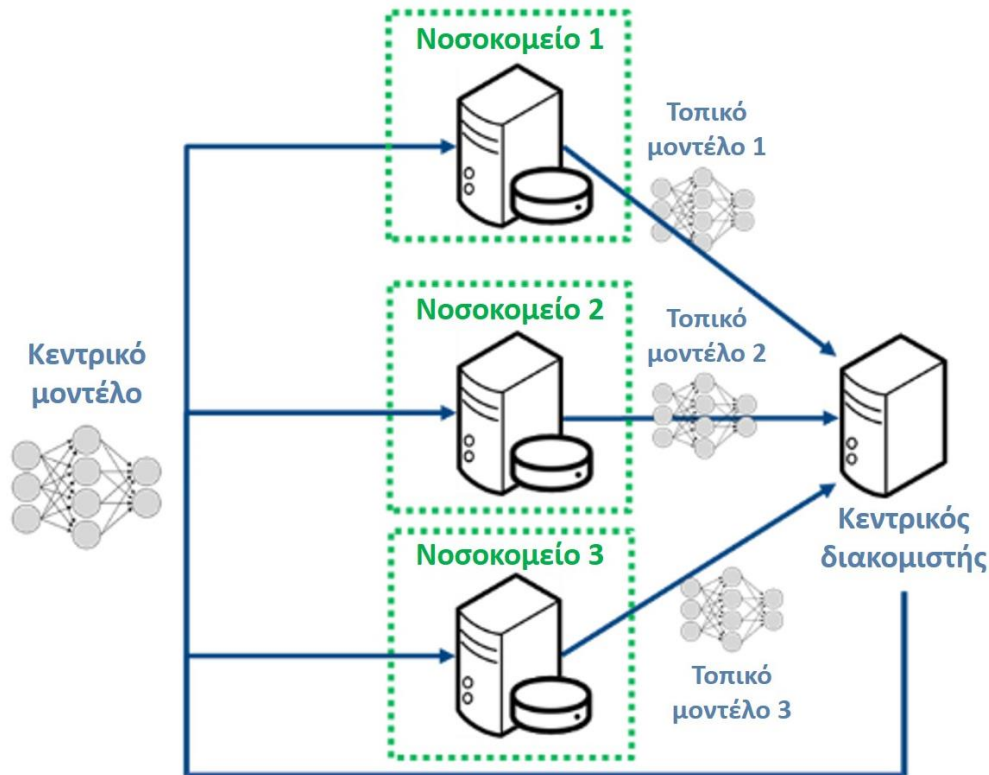 Νοσοκομείο 1
Τοπικό
μοντέλο 1
Νοσοκομείο 2
Τοπικό
μοντέλο 2
Κεντρικό
μοντέλο
Κεντρικός
διακομιστής
Νοσοκομείο 3
Τοπικό
μοντέλο 3